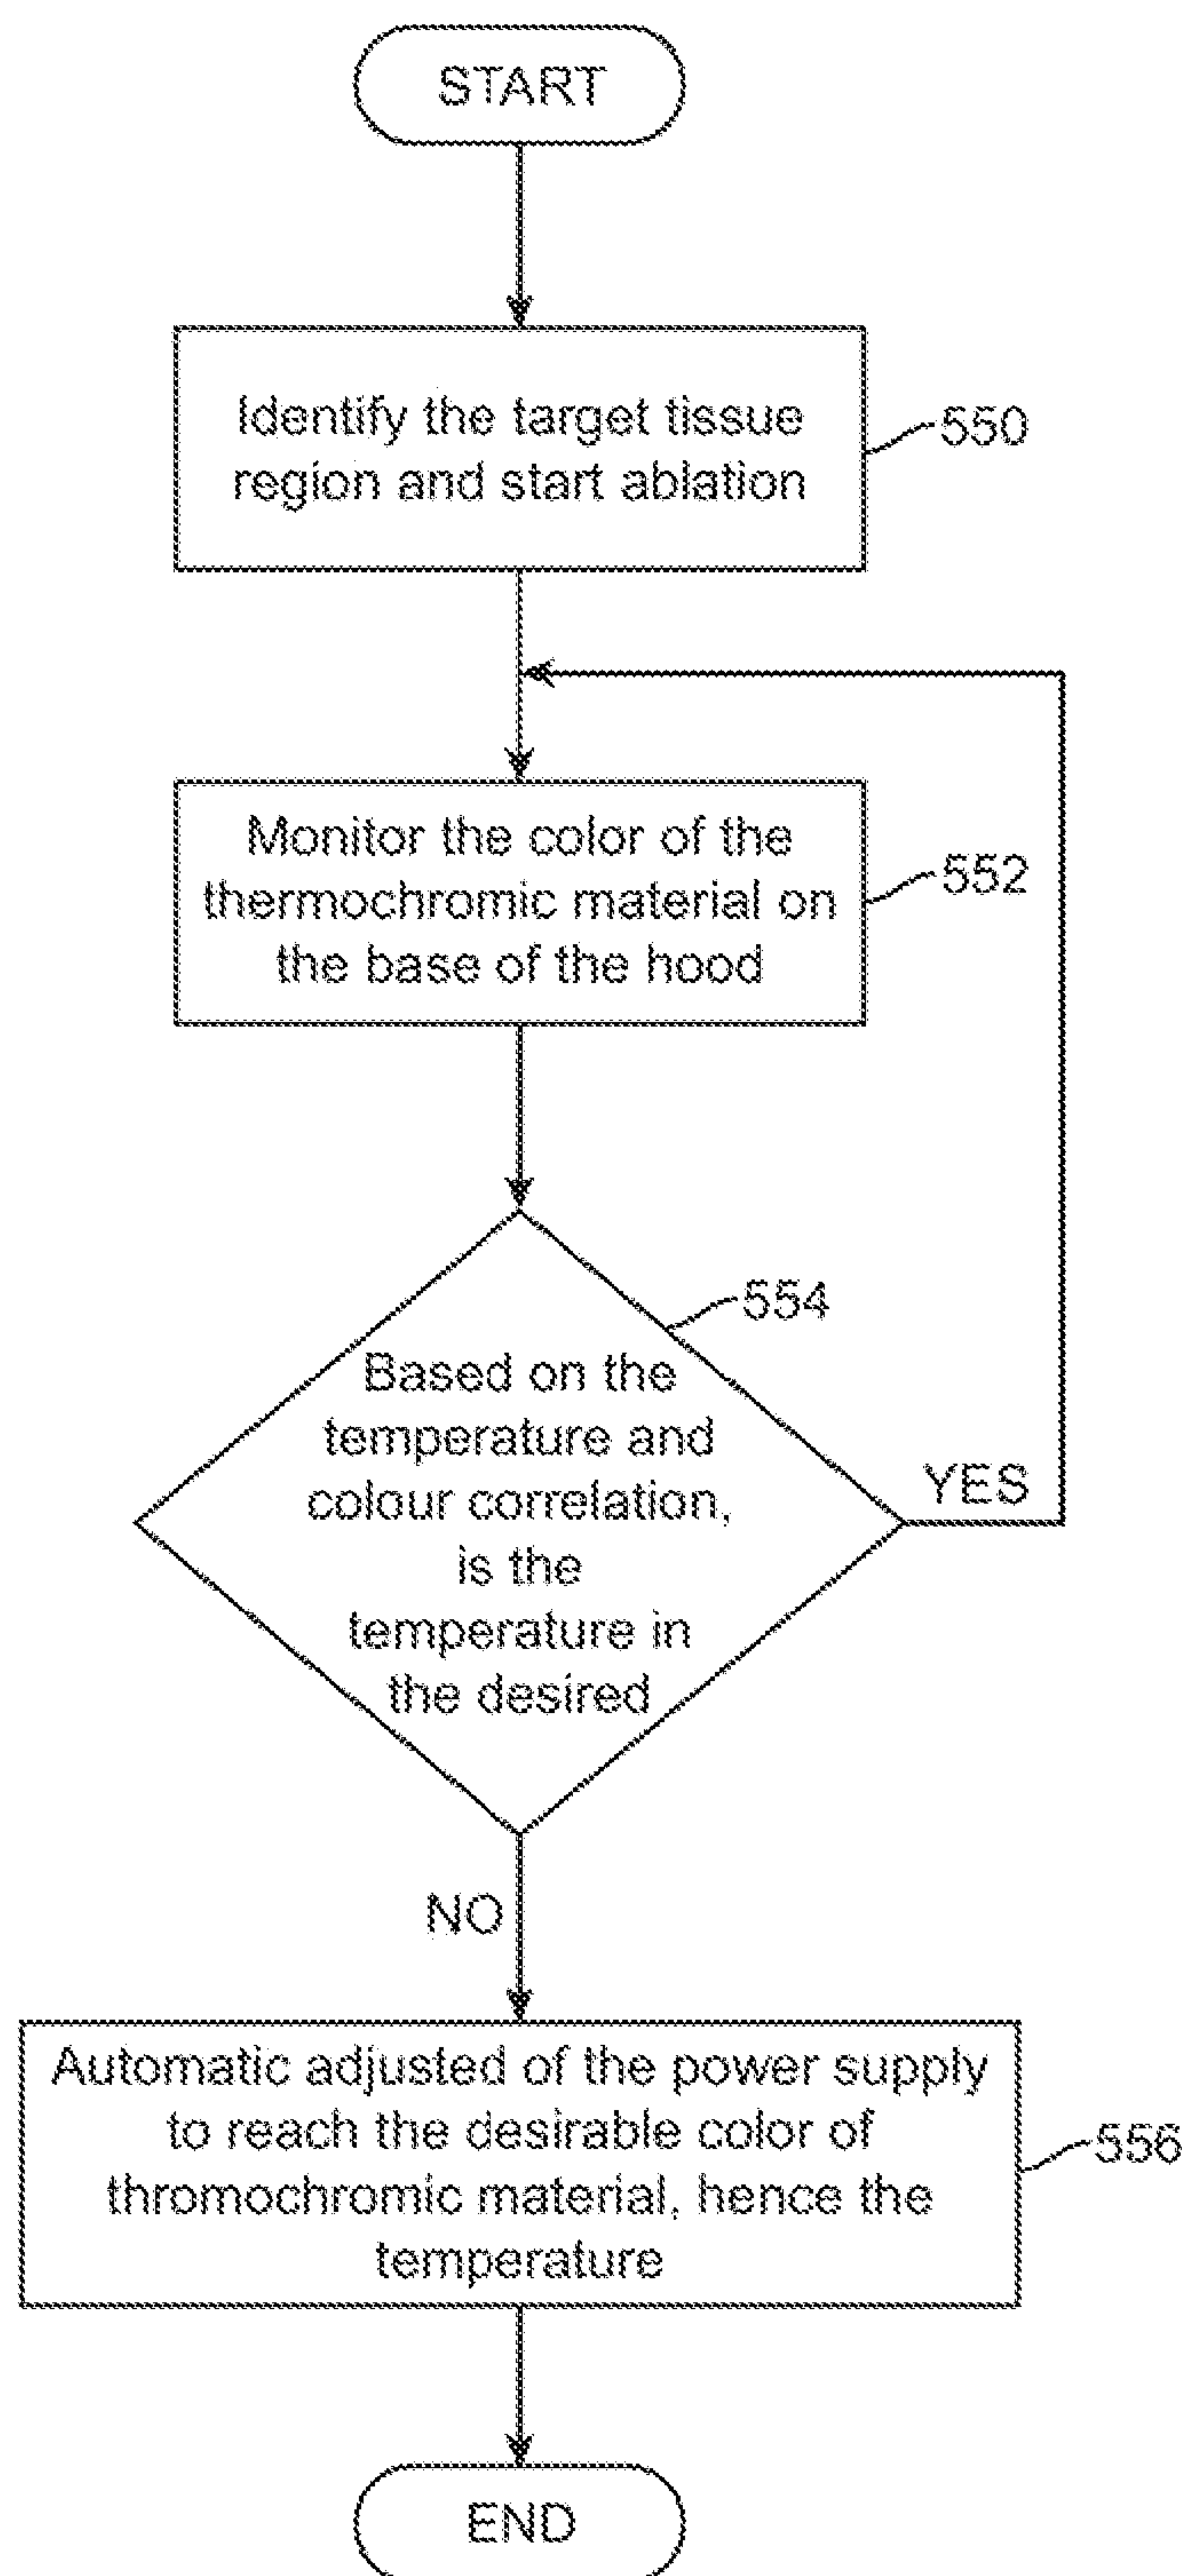 START
Identify the target tissue
region and start ablation
550
Monitor the color of the
thermochromic material on
the base of the hood
552
554
Based on the
temperature and
colour correlation,
is the
temperature in
the desired
YES
NO
Automatic adjusted of the power supply
to reach the desirable color of
thromochromic material, hence the
temperature
556
END